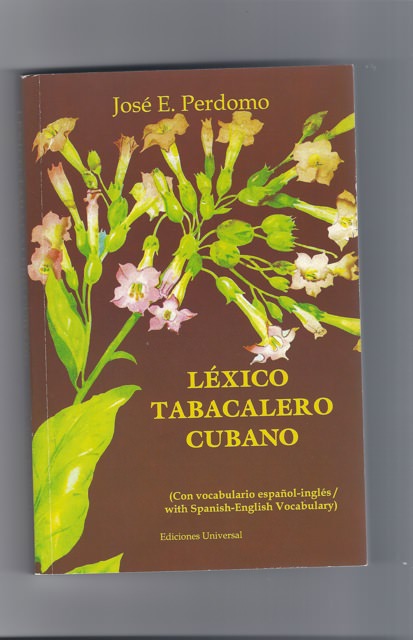 José E. Perdomo
LÉXICO
TABACALERO
CUBANO
(Con vocabulario español-inglés /
with Spanish-English Vocabulary)
Ediciones Universal